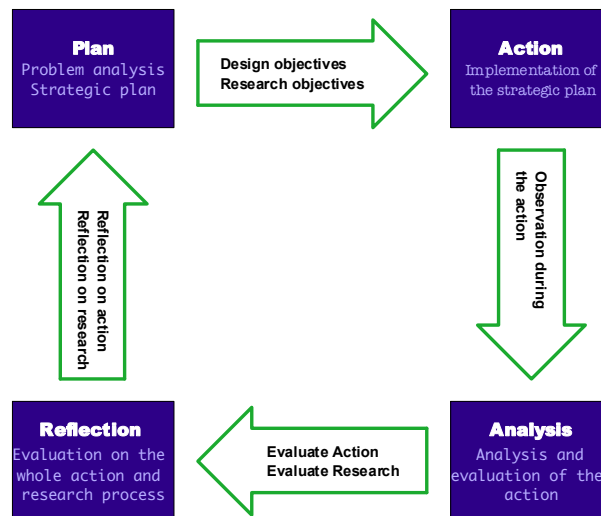 Plan
Problem analysis
Strategic plan
Design objectives
Research objectives
Action
Implementation of
the strategic plan
Observation during
the action
Analysis
Analysis and
evaluation of the
action
Evaluate Action
Evaluate Research
Reflection
Evaluation on the
whole action and
research process
Reflection on action
Reflection on research